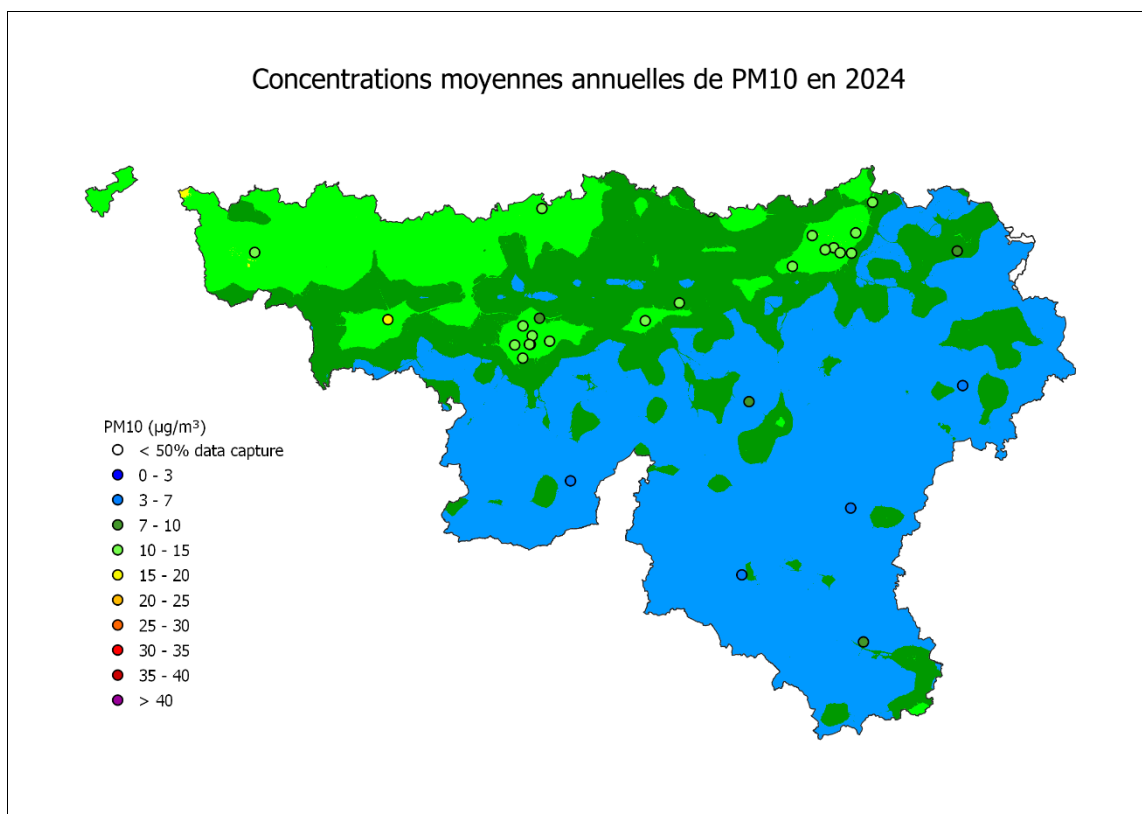 Concentrations moyennes annuelles de PM10 en 2024
PM10 (µg/m³)
< 50% data capture
0 - 3
3 - 7
7 - 10
10 - 15
15 - 20
20 - 25
25 - 30
30 - 35
35 - 40
> 40